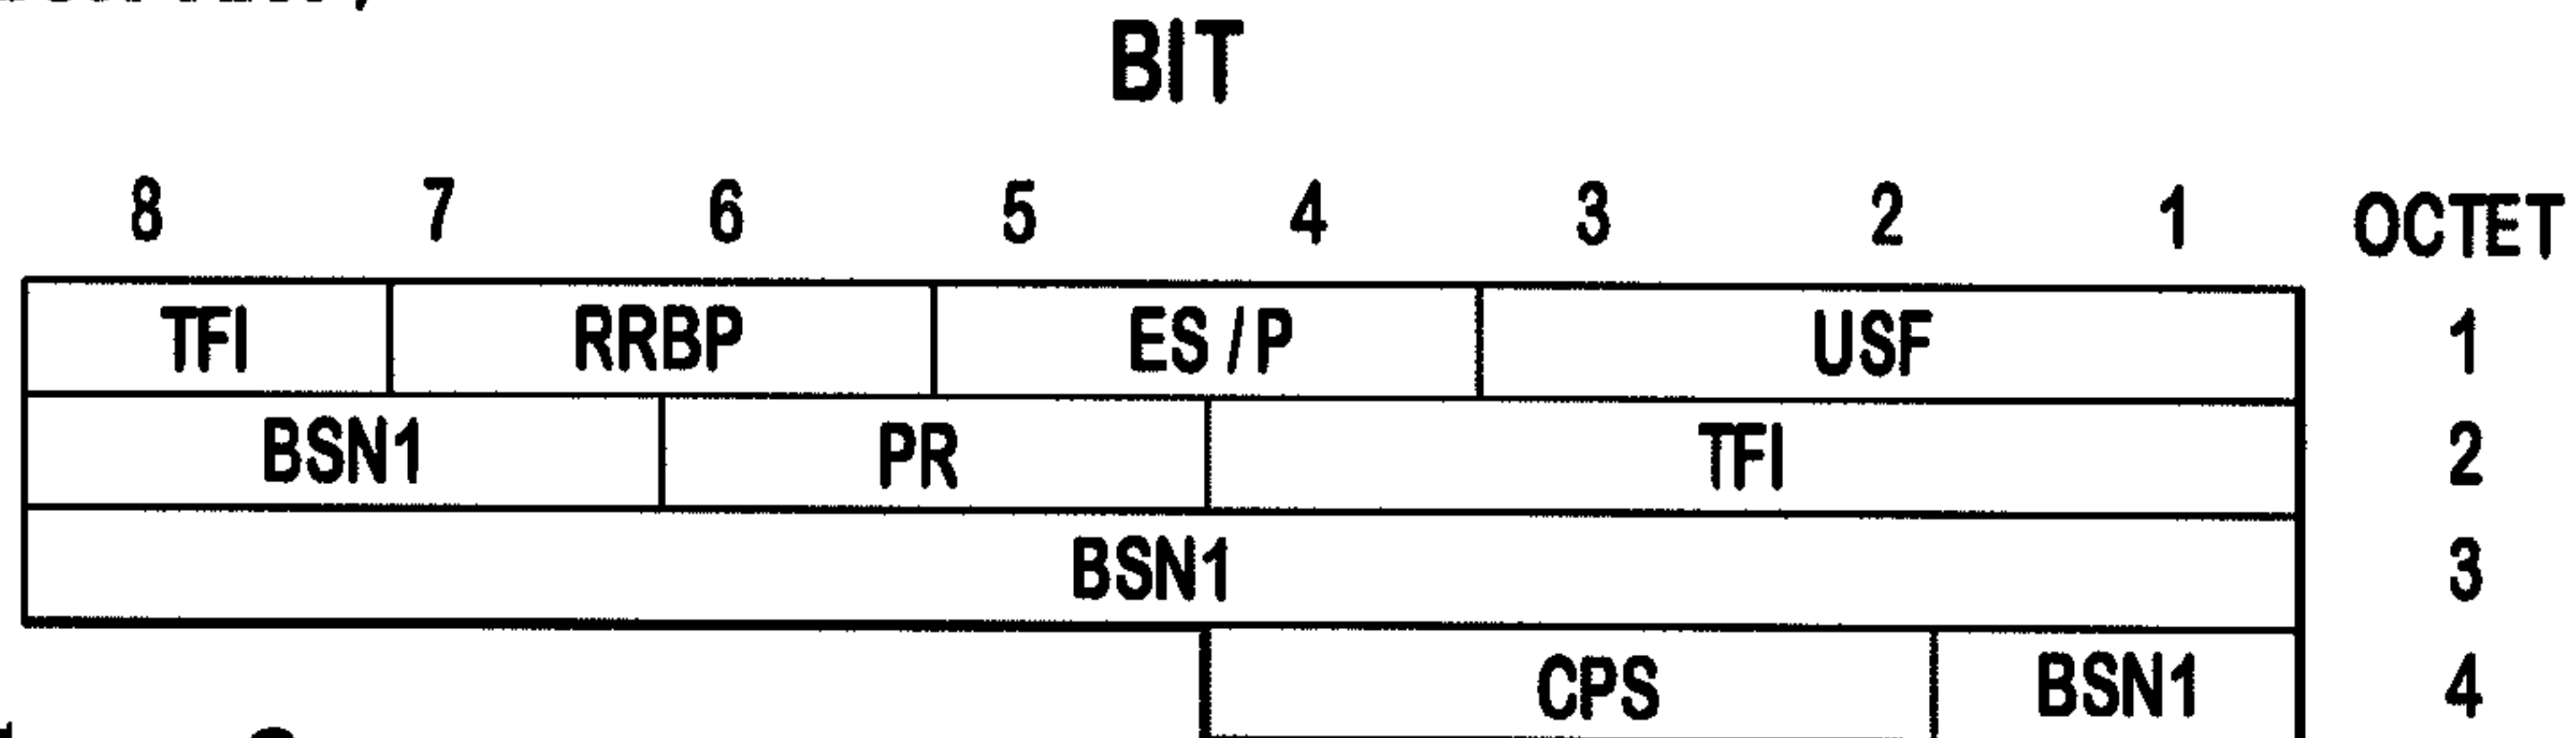 BIT
8 7 6 5 4 3 2 1 OCTET
TFI RRBP ES / P USF 1
BSN1 PR TFI 2
BSN1 3
CPS BSN1 4